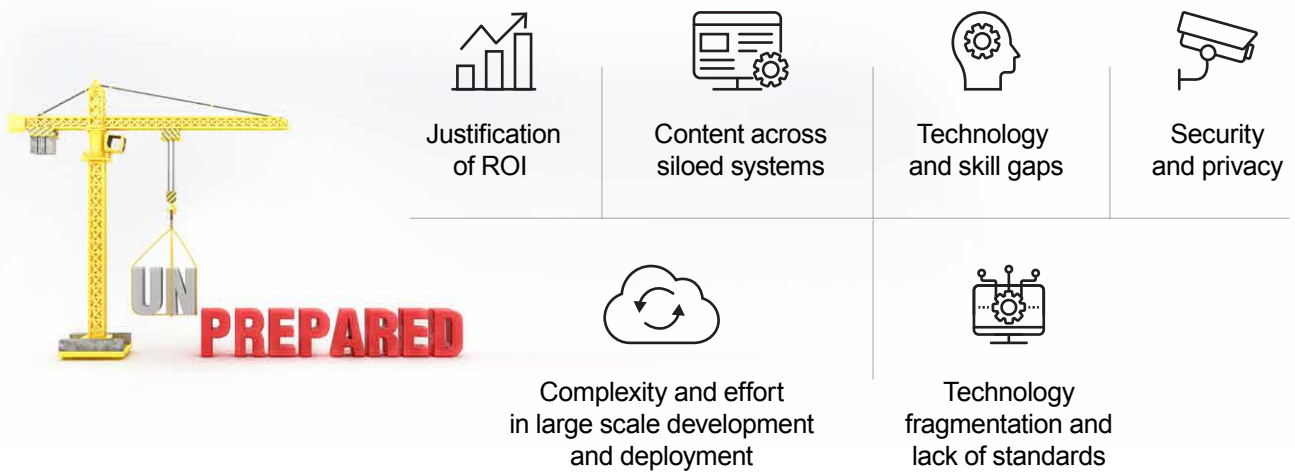 Justification
of ROI
Content across
siloed systems
Technology
and skill gaps
Security
and privacy
UN
PREPARED
Complexity and effort
in large scale development
and deployment
Technology
fragmentation and
lack of standards